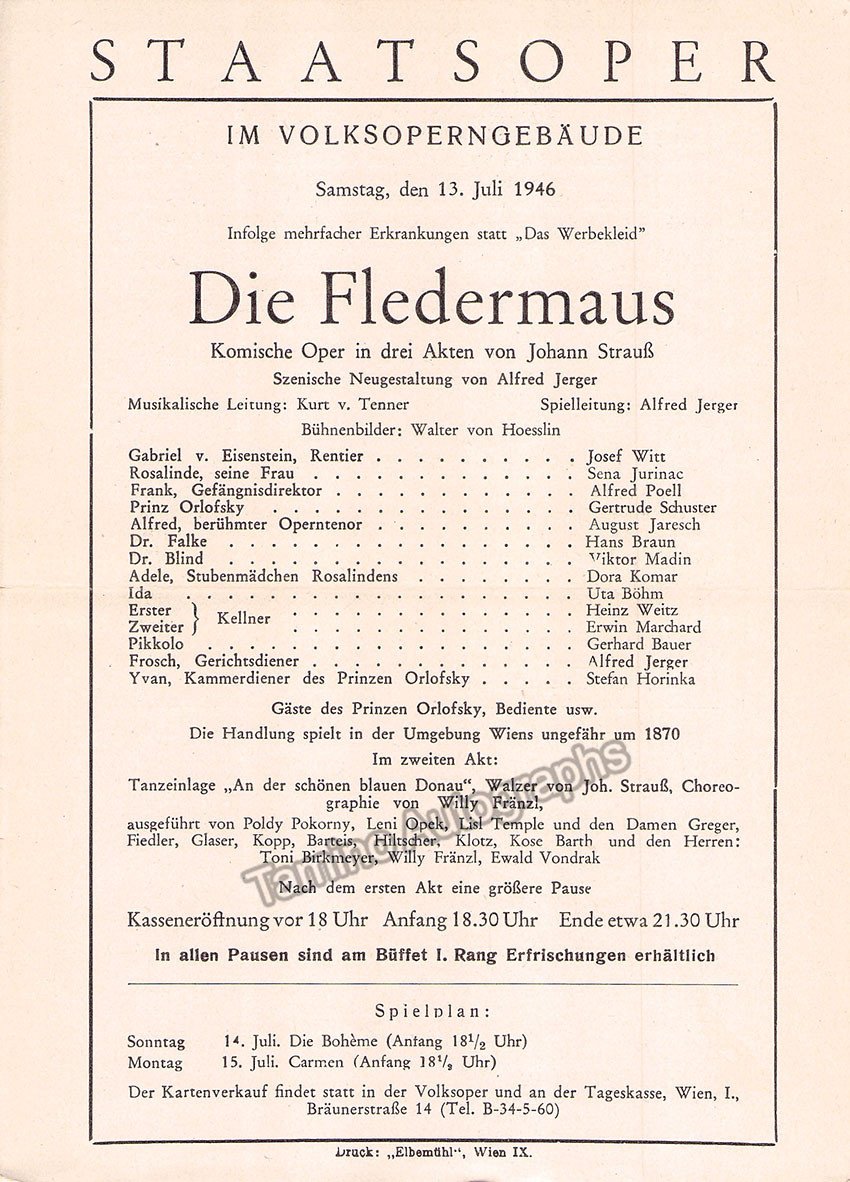 STAATSOPER
IM VOLKSOPERNGEBÄUDE
Samstag, den 13. Juli 1946
Infolge mehrfacher Erkrankungen statt „Das Werbekleid”
Die Fledermaus
Komische Oper in drei Akten von Johann Strauß
Szenische Neugestaltung von Alfred Jerger
Musikalische Leitung: Kurt v. Tenner Spielleitung: Alfred Jerger
Bühnenbilder: Walter von Hoesslin
Gabriel v. Eisenstein, Rentier . . . . . . . . . . Josef Witt
Rosalinde, seine Frau . . . . . . . . . . . . . Sena Jurinac
Frank, Gefängnisdirektor . . . . . . . . . . . . Alfred Poell
Prinz Orlofsky . . . . . . . . . . . . . . . Gertrude Schuster
Alfred, berühmter Operntenor . . . . . . . . . . August Jaresch
Dr. Falke . . . . . . . . . . . . . . . . . Hans Braun
Dr. Blind . . . . . . . . . . . . . . . . . Viktor Madin
Adele, Stubenmädchen Rosalindens . . . . . . . Dora Komar
Ida . . . . . . . . . . . . . . . . . . . Uta Böhm
Erster } Kellner . . . . . . . . . . . . . . Heinz Weitz
Zweiter } . . . . . . . . . . . . . . Erwin Marchard
Pikkolo . . . . . . . . . . . . . . . . . . Gerhard Bauer
Frosch, Gerichtsdiener . . . . . . . . . . . . . Alfred Jerger
Yvan, Kammerdiener des Prinzen Orlofsky . . . . . Stefan Horinka
Gäste des Prinzen Orlofsky, Bediente usw.
Die Handlung spielt in der Umgebung Wiens ungefähr um 1870
Im zweiten Akt:
Tanzeinlage „An der schönen blauen Donau“, Walzer von Joh. Strauß, Choreo-
graphie von Willy Fränzl,
ausgeführt von Poldy Pokorny, Leni Opek, Lisl Temple und den Damen Greger,
Fiedler, Glaser, Kopp, Barteis, Hiltscher, Klotz, Kose Barth und den Herren:
Toni Birkmeyer, Willy Fränzl, Ewald Vondrak
Tamino Autographs
Nach dem ersten Akt eine größere Pause
Kasseneröffnung vor 18 Uhr Anfang 18.30 Uhr Ende etwa 21.30 Uhr
In allen Pausen sind am Büffet I. Rang Erfrischungen erhältlich
Spielplan:
Sonntag 14. Juli. Die Bohème (Anfang 18¹/₂ Uhr)
Montag 15. Juli. Carmen (Anfang 18¹/₂ Uhr)
Der Kartenverkauf findet statt in der Volksoper und an der Tageskasse, Wien, I.,
Bräunerstraße 14 (Tel. B-34-5-60)
Druck: „Elbemühl“, Wien IX.